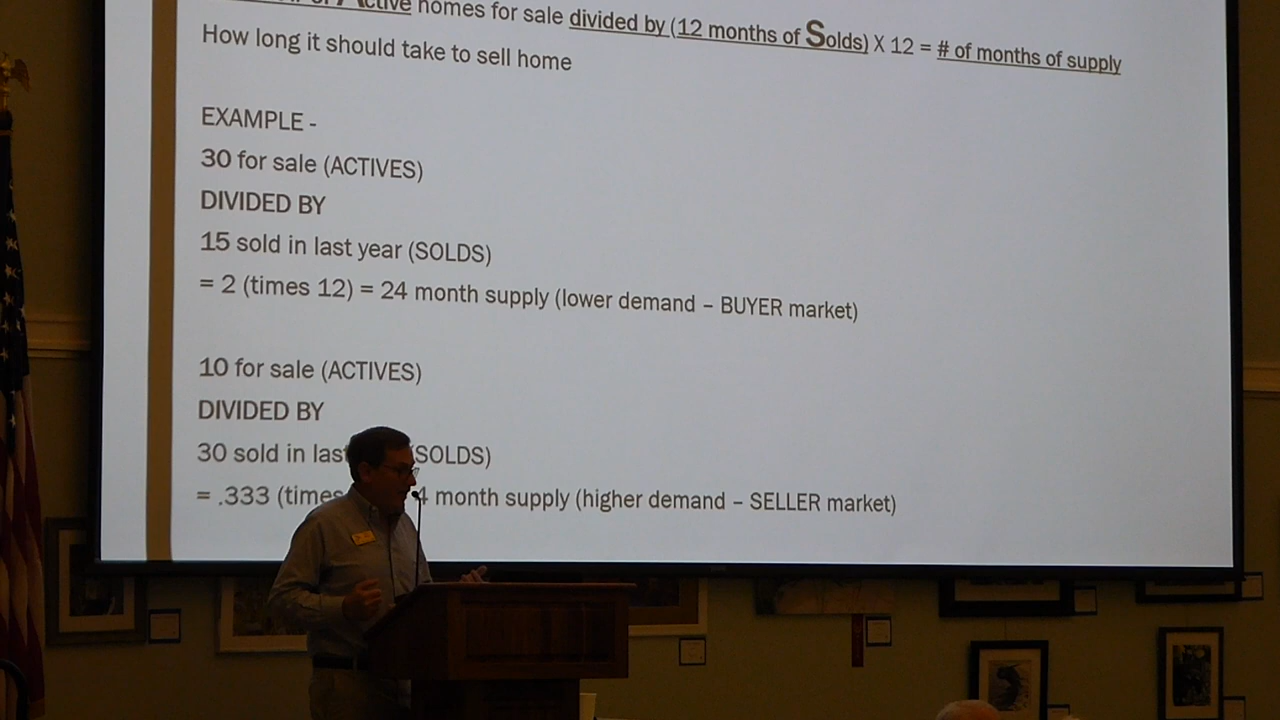 Active homes for sale divided by (12 months of Solds) X 12 = # of months of supply
How long it should take to sell home
EXAMPLE -
30 for sale (ACTIVES)
DIVIDED BY
15 sold in last year (SOLDS)
= 2 (times 12) = 24 month supply (lower demand – BUYER market)
10 for sale (ACTIVES)
DIVIDED BY
30 sold in last (SOLDS)
= .333 (times 4 month supply (higher demand – SELLER market)